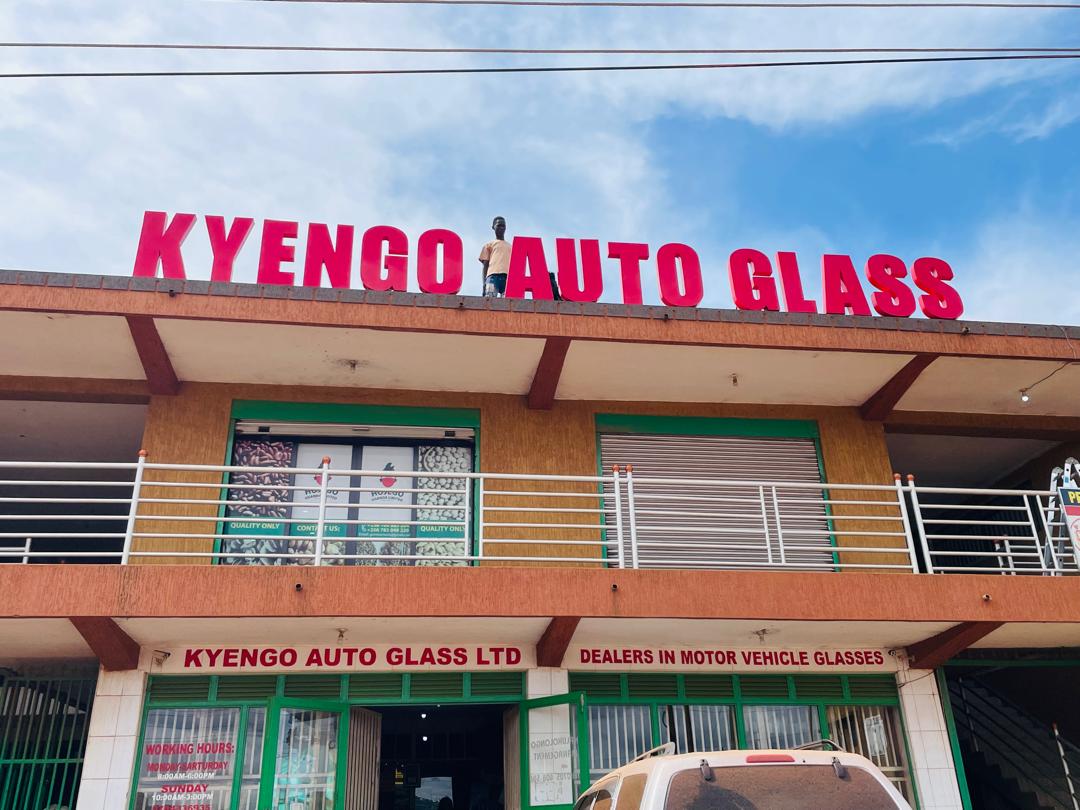 KYENGO AUTO GLASS
QUALITY ONLY
CONTACT US:
QUALITY ONLY
KYENGO AUTO GLASS LTD
DEALERS IN MOTOR VEHICLE GLASSES
WORKING HOURS:
MONDAY-SARTURDAY
8:00AM-6:00PM
SUNDAY
10:00AM-3:00PM